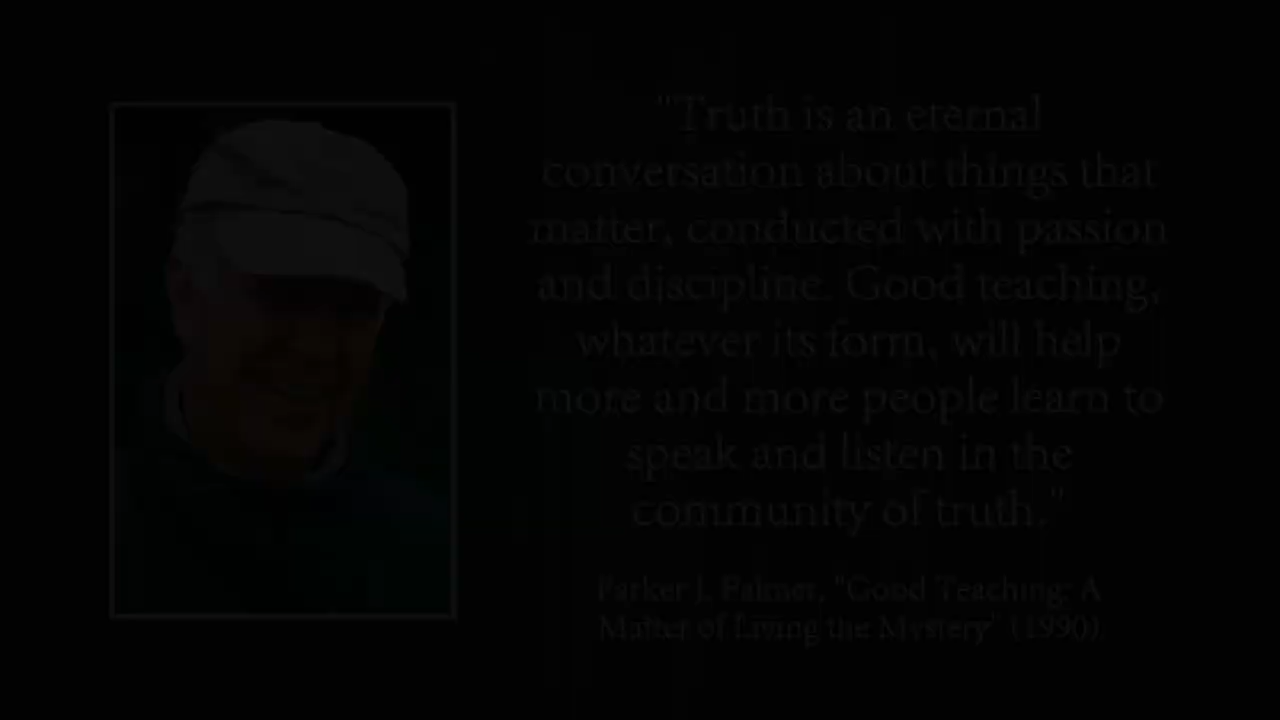 "Truth is an eternal
conversation about things that
matter, conducted with passion
and discipline. Good teaching,
whatever its form, will help
more and more people learn to
speak and listen in the
community of truth."
Parker J. Palmer, "Good Teaching: A
Matter of Living the Mystery" (1990).